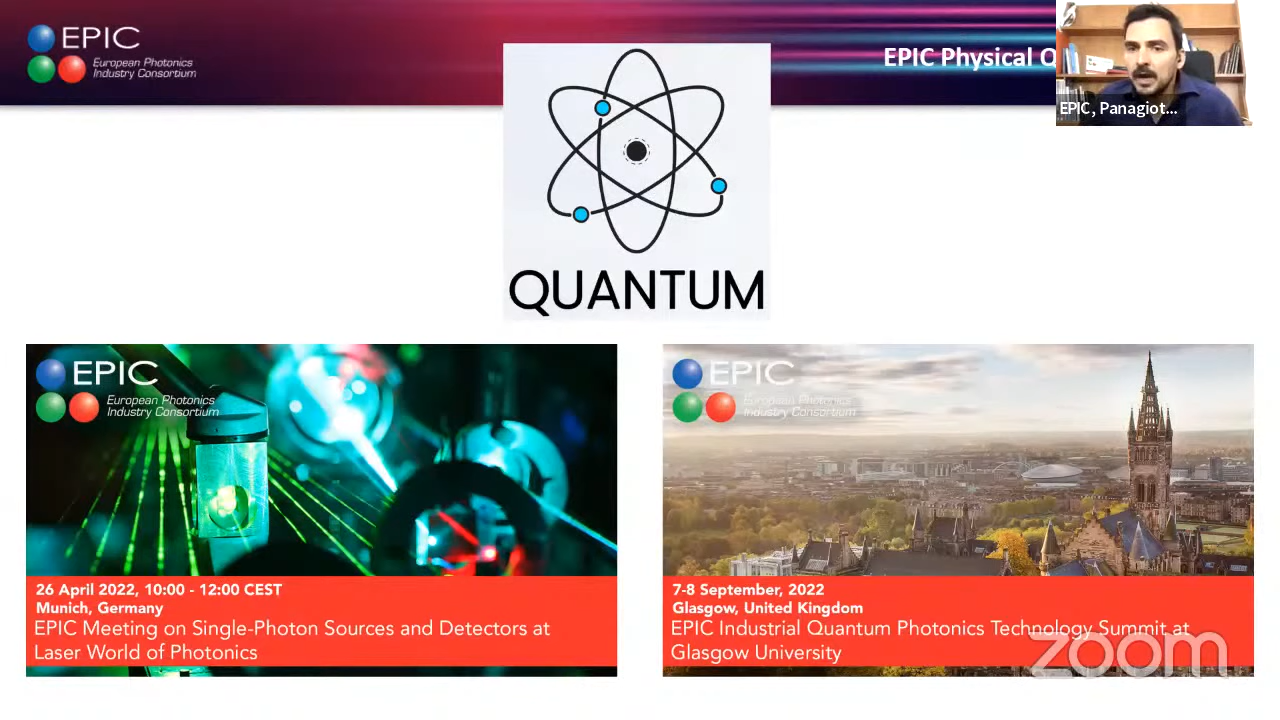 EPIC
European Photonics
Industry Consortium
EPIC Physical
EPIC, Panagiot...
QUANTUM
EPIC
European Photonics
Industry Consortium
26 April 2022, 10:00 - 12:00 CEST
Munich, Germany
EPIC Meeting on Single-Photon Sources and Detectors at
Laser World of Photonics
EPIC
European Photonics
Industry Consortium
7-8 September, 2022
Glasgow, United Kingdom
EPIC Industrial Quantum Photonics Technology Summit at
Glasgow University
zoom